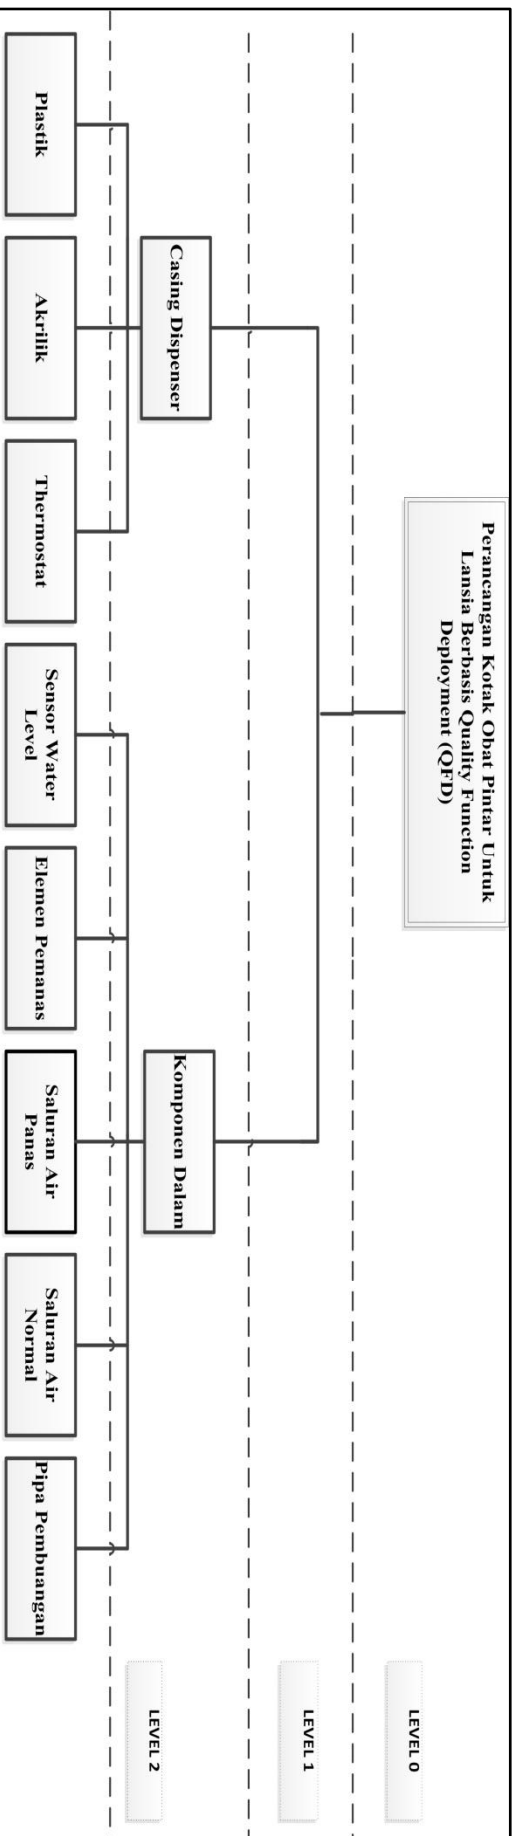 Perancangan Kotak Obat Pintar Untuk
Lansia Berbasis Quality Function
Deployment (QFD)
LEVEL 0
LEVEL 1
Casing Dispenser
Komponen Dalam
LEVEL 2
Plastik
Akrilik
Thermostat
Sensor Water
Level
Elemen Pemanas
Saluran Air
Panas
Saluran Air
Normal
Pipa Pembuangan